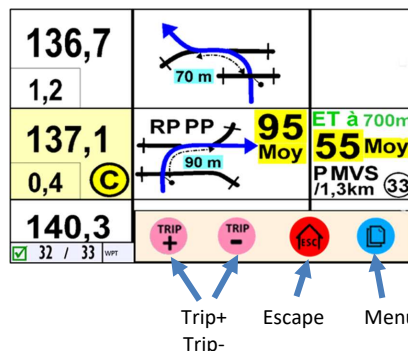 136,7
1,2
70 m
137,1
0,4 C
RP PP
90 m
95
Moy
ET à 700m
55 Moy
P MVS
/1,3km 33
140,3
32 / 33 WPT
TRIP
+
TRIP
-
ESC
Trip+
Trip-
Escape
Menu